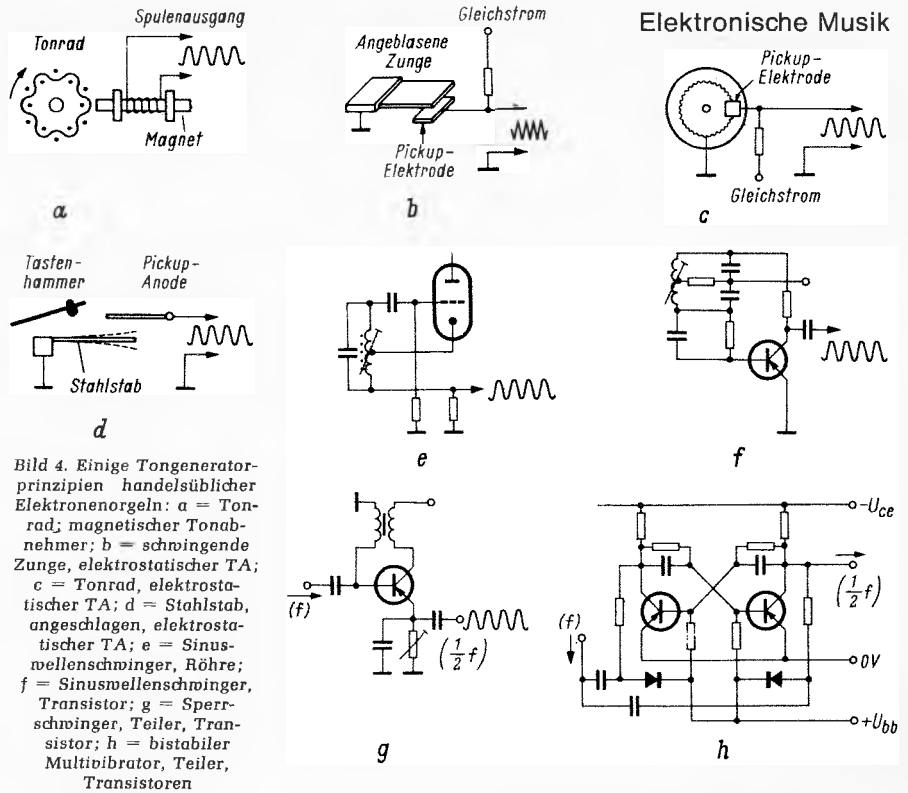 Elektronische Musik
Spulenausgang
Tonrad
Magnet
a
Gleichstrom
Angeblasene
Zunge
Pickup-
Elektrode
b
Pickup-
Elektrode
Gleichstrom
c
Tasten-
hammer
Pickup-
Anode
Stahlstab
d
e
f
Bild 4. Einige Tongenerator-
prinzipien handelsüblicher
Elektronenorgeln: a = Ton-
rad; magnetischer Tonab-
nehmer; b = schwingende
Zunge, elektrostatischer TA;
c = Tonrad, elektrosta-
tischer TA; d = Stahlstab,
angeschlagen, elektrosta-
tischer TA; e = Sinus-
wellenschwinger, Röhre;
f = Sinuswellenschwinger,
Transistor; g = Sperr-
schwinger, Teiler, Tran-
sistor; h = bistabiler
Multivibrator, Teiler,
Transistoren
(f)
(1/2 f)
g
-Uce
(1/2 f)
(f)
0V
+Ubb
h